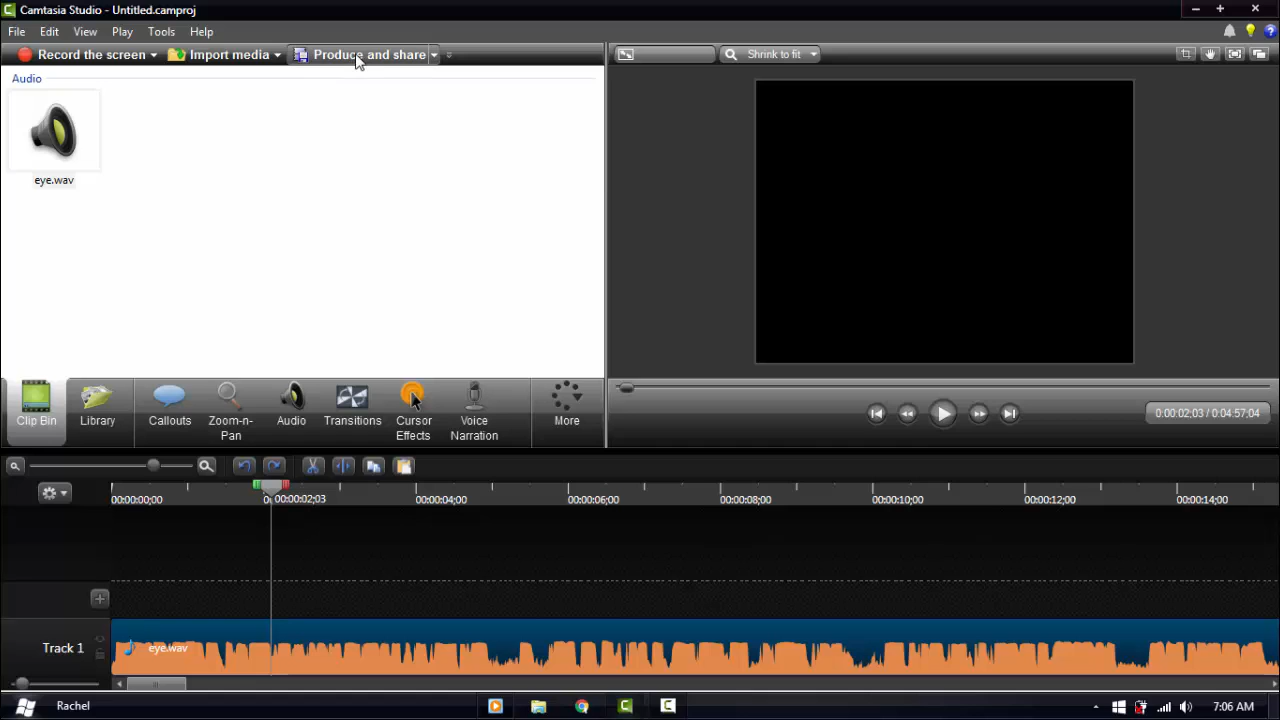 Camtasia Studio - Untitled.camproj
File Edit View Play Tools Help
Record the screen Import media Produce and share Shrink to fit
Audio
eye.wav
Clip Bin Library Callouts Zoom-n-Pan Audio Transitions Cursor Effects Voice Narration More
0:00:02;03 / 0:04:57;04
00:00:00;00 00:00:02;03 00:00:04;00 00:00:06;00 00:00:08;00 00:00:10;00 00:00:12;00 00:00:14;00
Track 1 eye.wav
Rachel 7:06 AM